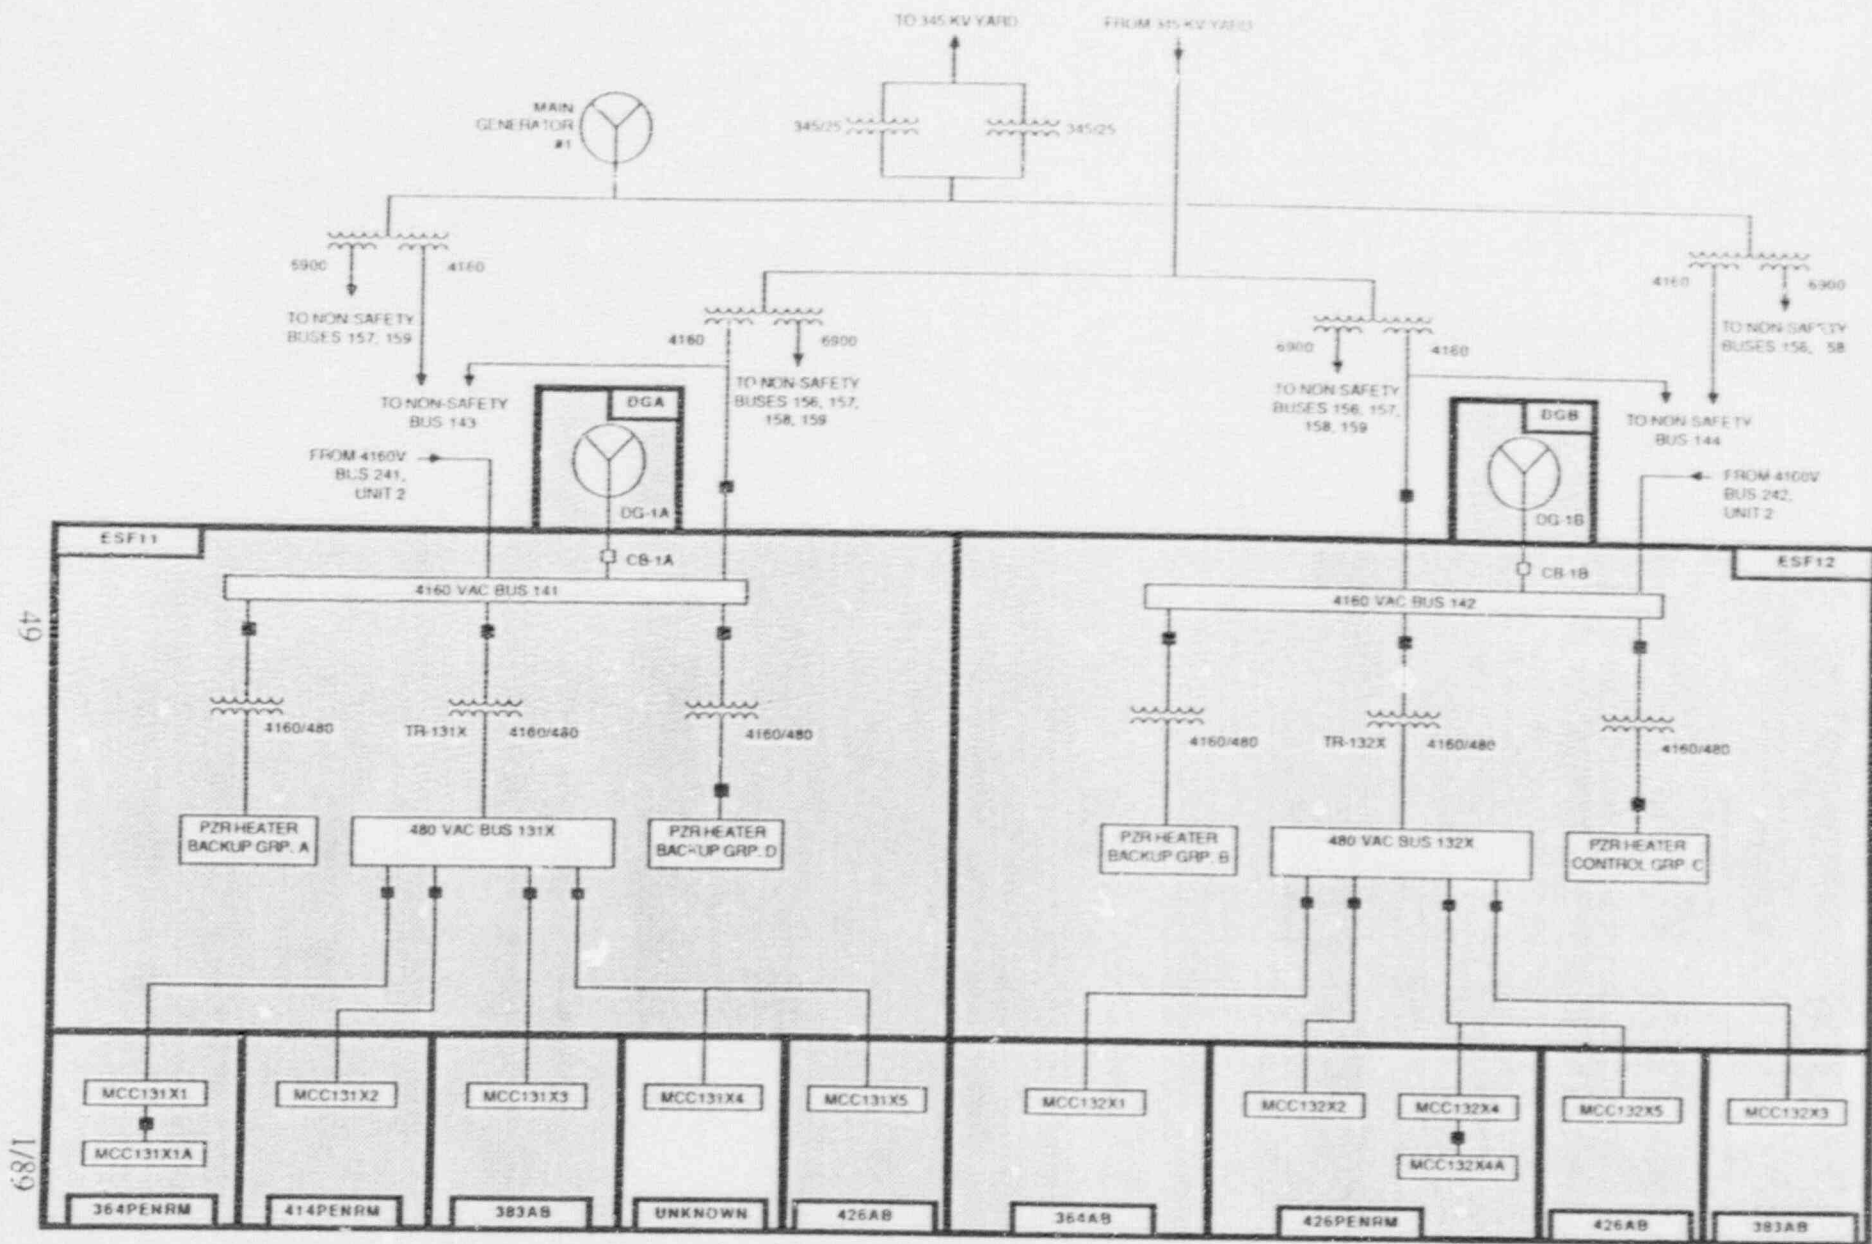 TO 345 KV YARD
FROM 345 KV YARD
MAIN
GENERATOR
#1
345/25
345/25
6900
4160
TO NON-SAFETY
BUSES 157, 159
4160
6900
TO NON-SAFETY
BUSES 156, 157,
158, 159
6900
4160
TO NON-SAFETY
BUSES 156, 157,
158, 159
4160
6900
TO NON-SAFETY
BUSES 156, 58
TO NON-SAFETY
BUS 143
TO NON-SAFETY
BUS 144
FROM 4160V
BUS 241,
UNIT 2
DGA
DG-1A
DGB
DG-1B
FROM 4160V
BUS 242,
UNIT 2
ESF11
CB-1A
4160 VAC BUS 141
4160/480
TR-131X
4160/480
4160/480
PZR HEATER
BACKUP GRP. A
480 VAC BUS 131X
PZR HEATER
BACKUP GRP. D
ESF12
CB-1B
4160 VAC BUS 142
4160/480
TR-132X
4160/480
4160/480
PZR HEATER
BACKUP GRP. B
480 VAC BUS 132X
PZR HEATER
CONTROL GRP. C
MCC131X1
MCC131X1A
364PENRM
MCC131X2
414PENRM
MCC131X3
383AB
MCC131X4
UNKNOWN
MCC131X5
426AB
MCC132X1
364AB
MCC132X2
MCC132X4
MCC132X4A
426PENRM
MCC132X5
426AB
MCC132X3
383AB
49
1/89